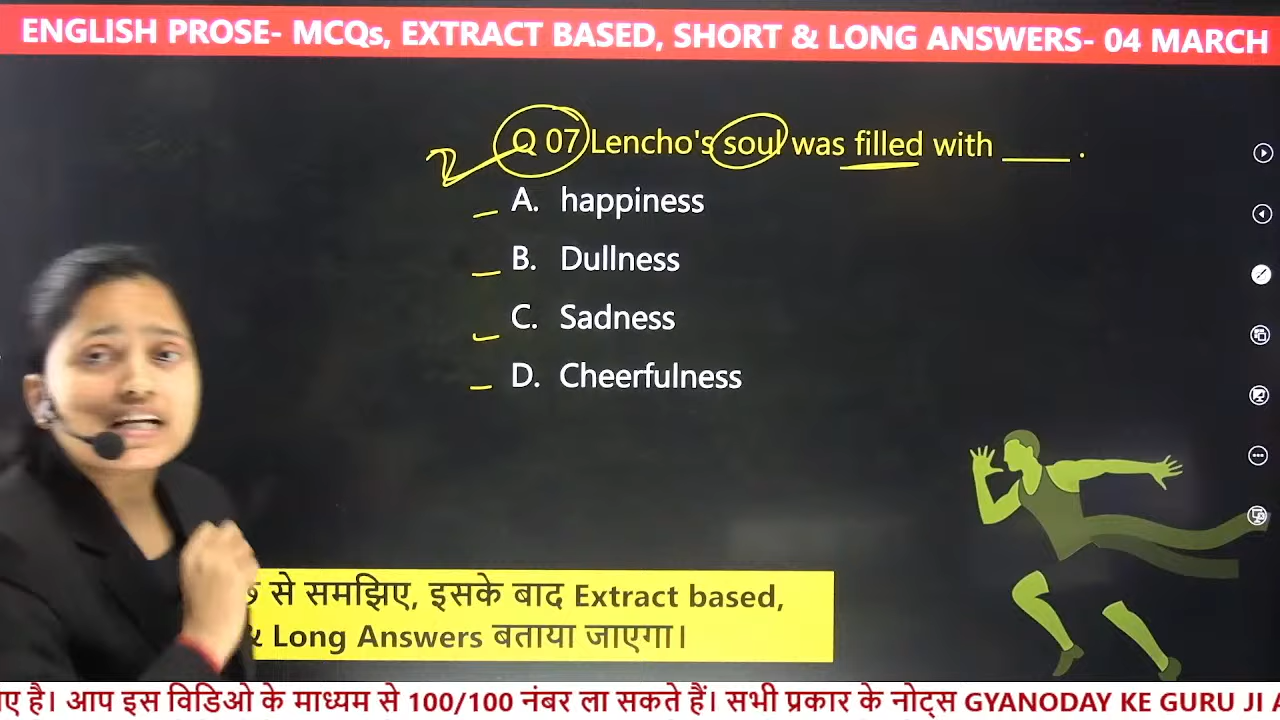 ENGLISH PROSE- MCQs, EXTRACT BASED, SHORT & LONG ANSWERS- 04 MARCH
Q 07 Lencho's soul was filled with ____ .
A. happiness
B. Dullness
C. Sadness
D. Cheerfulness
से समझिए, इसके बाद Extract based,
& Long Answers बताया जाएगा।
है। आप इस विडिओ के माध्यम से 100/100 नंबर ला सकते हैं। सभी प्रकार के नोट्स GYANODAY KE GURU JI